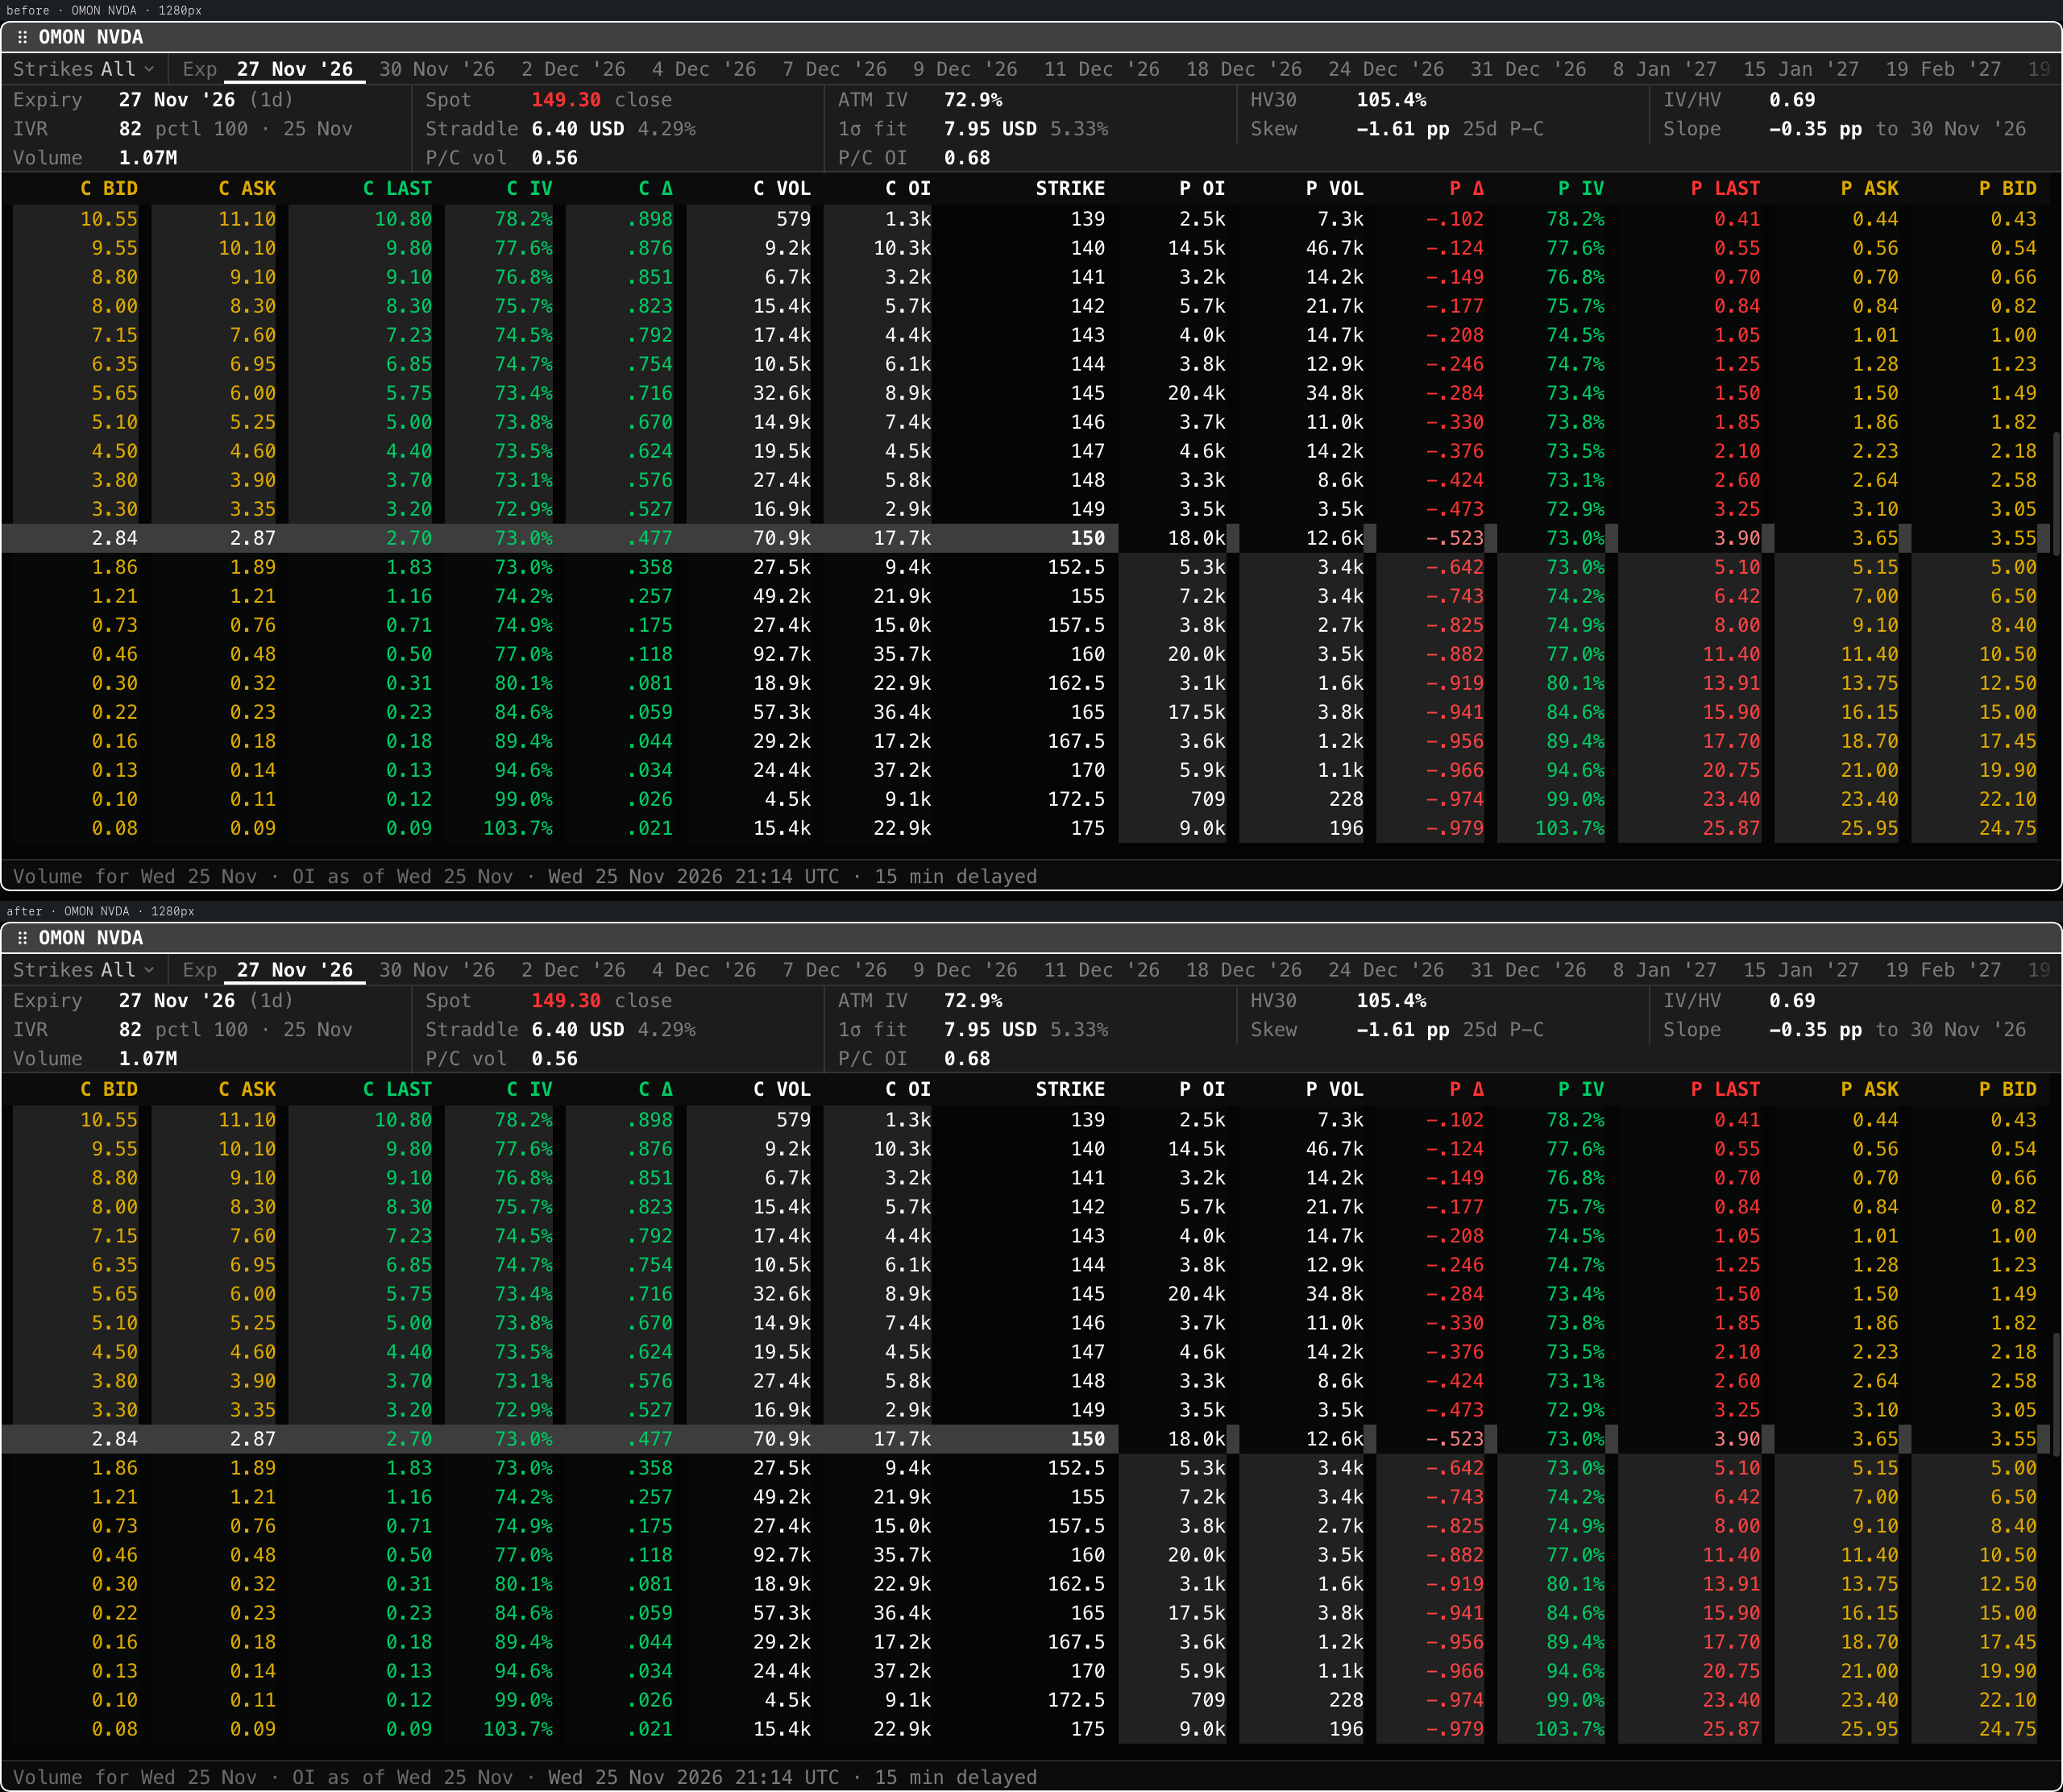 before · OMON NVDA · 1280px
OMON NVDA
Strikes All Exp 27 Nov '26 30 Nov '26 2 Dec '26 4 Dec '26 7 Dec '26 9 Dec '26 11 Dec '26 18 Dec '26 24 Dec '26 31 Dec '26 8 Jan '27 15 Jan '27 19 Feb '27 19
Expiry 27 Nov '26 (1d) Spot 149.30 close ATM IV 72.9% HV30 105.4% IV/HV 0.69
IVR 82 pctl 100 · 25 Nov Straddle 6.40 USD 4.29% 1σ fit 7.95 USD 5.33% Skew −1.61 pp 25d P−C Slope −0.35 pp to 30 Nov '26
Volume 1.07M P/C vol 0.56 P/C OI 0.68
C BID C ASK C LAST C IV C Δ C VOL C OI STRIKE P OI P VOL P Δ P IV P LAST P ASK P BID
10.55 11.10 10.80 78.2% .898 579 1.3k 139 2.5k 7.3k −.102 78.2% 0.41 0.44 0.43
9.55 10.10 9.80 77.6% .876 9.2k 10.3k 140 14.5k 46.7k −.124 77.6% 0.55 0.56 0.54
8.80 9.10 9.10 76.8% .851 6.7k 3.2k 141 3.2k 14.2k −.149 76.8% 0.70 0.70 0.66
8.00 8.30 8.30 75.7% .823 15.4k 5.7k 142 5.7k 21.7k −.177 75.7% 0.84 0.84 0.82
7.15 7.60 7.23 74.5% .792 17.4k 4.4k 143 4.0k 14.7k −.208 74.5% 1.05 1.01 1.00
6.35 6.95 6.85 74.7% .754 10.5k 6.1k 144 3.8k 12.9k −.246 74.7% 1.25 1.28 1.23
5.65 6.00 5.75 73.4% .716 32.6k 8.9k 145 20.4k 34.8k −.284 73.4% 1.50 1.50 1.49
5.10 5.25 5.00 73.8% .670 14.9k 7.4k 146 3.7k 11.0k −.330 73.8% 1.85 1.86 1.82
4.50 4.60 4.40 73.5% .624 19.5k 4.5k 147 4.6k 14.2k −.376 73.5% 2.10 2.23 2.18
3.80 3.90 3.70 73.1% .576 27.4k 5.8k 148 3.3k 8.6k −.424 73.1% 2.60 2.64 2.58
3.30 3.35 3.20 72.9% .527 16.9k 2.9k 149 3.5k 3.5k −.473 72.9% 3.25 3.10 3.05
2.84 2.87 2.70 73.0% .477 70.9k 17.7k 150 18.0k 12.6k −.523 73.0% 3.90 3.65 3.55
1.86 1.89 1.83 73.0% .358 27.5k 9.4k 152.5 5.3k 3.4k −.642 73.0% 5.10 5.15 5.00
1.21 1.21 1.16 74.2% .257 49.2k 21.9k 155 7.2k 3.4k −.743 74.2% 6.42 7.00 6.50
0.73 0.76 0.71 74.9% .175 27.4k 15.0k 157.5 3.8k 2.7k −.825 74.9% 8.00 9.10 8.40
0.46 0.48 0.50 77.0% .118 92.7k 35.7k 160 20.0k 3.5k −.882 77.0% 11.40 11.40 10.50
0.30 0.32 0.31 80.1% .081 18.9k 22.9k 162.5 3.1k 1.6k −.919 80.1% 13.91 13.75 12.50
0.22 0.23 0.23 84.6% .059 57.3k 36.4k 165 17.5k 3.8k −.941 84.6% 15.90 16.15 15.00
0.16 0.18 0.18 89.4% .044 29.2k 17.2k 167.5 3.6k 1.2k −.956 89.4% 17.70 18.70 17.45
0.13 0.14 0.13 94.6% .034 24.4k 37.2k 170 5.9k 1.1k −.966 94.6% 20.75 21.00 19.90
0.10 0.11 0.12 99.0% .026 4.5k 9.1k 172.5 709 228 −.974 99.0% 23.40 23.40 22.10
0.08 0.09 0.09 103.7% .021 15.4k 22.9k 175 9.0k 196 −.979 103.7% 25.87 25.95 24.75
Volume for Wed 25 Nov · OI as of Wed 25 Nov · Wed 25 Nov 2026 21:14 UTC · 15 min delayed
after · OMON NVDA · 1280px
OMON NVDA
Strikes All Exp 27 Nov '26 30 Nov '26 2 Dec '26 4 Dec '26 7 Dec '26 9 Dec '26 11 Dec '26 18 Dec '26 24 Dec '26 31 Dec '26 8 Jan '27 15 Jan '27 19 Feb '27 19
Expiry 27 Nov '26 (1d) Spot 149.30 close ATM IV 72.9% HV30 105.4% IV/HV 0.69
IVR 82 pctl 100 · 25 Nov Straddle 6.40 USD 4.29% 1σ fit 7.95 USD 5.33% Skew −1.61 pp 25d P−C Slope −0.35 pp to 30 Nov '26
Volume 1.07M P/C vol 0.56 P/C OI 0.68
C BID C ASK C LAST C IV C Δ C VOL C OI STRIKE P OI P VOL P Δ P IV P LAST P ASK P BID
10.55 11.10 10.80 78.2% .898 579 1.3k 139 2.5k 7.3k −.102 78.2% 0.41 0.44 0.43
9.55 10.10 9.80 77.6% .876 9.2k 10.3k 140 14.5k 46.7k −.124 77.6% 0.55 0.56 0.54
8.80 9.10 9.10 76.8% .851 6.7k 3.2k 141 3.2k 14.2k −.149 76.8% 0.70 0.70 0.66
8.00 8.30 8.30 75.7% .823 15.4k 5.7k 142 5.7k 21.7k −.177 75.7% 0.84 0.84 0.82
7.15 7.60 7.23 74.5% .792 17.4k 4.4k 143 4.0k 14.7k −.208 74.5% 1.05 1.01 1.00
6.35 6.95 6.85 74.7% .754 10.5k 6.1k 144 3.8k 12.9k −.246 74.7% 1.25 1.28 1.23
5.65 6.00 5.75 73.4% .716 32.6k 8.9k 145 20.4k 34.8k −.284 73.4% 1.50 1.50 1.49
5.10 5.25 5.00 73.8% .670 14.9k 7.4k 146 3.7k 11.0k −.330 73.8% 1.85 1.86 1.82
4.50 4.60 4.40 73.5% .624 19.5k 4.5k 147 4.6k 14.2k −.376 73.5% 2.10 2.23 2.18
3.80 3.90 3.70 73.1% .576 27.4k 5.8k 148 3.3k 8.6k −.424 73.1% 2.60 2.64 2.58
3.30 3.35 3.20 72.9% .527 16.9k 2.9k 149 3.5k 3.5k −.473 72.9% 3.25 3.10 3.05
2.84 2.87 2.70 73.0% .477 70.9k 17.7k 150 18.0k 12.6k −.523 73.0% 3.90 3.65 3.55
1.86 1.89 1.83 73.0% .358 27.5k 9.4k 152.5 5.3k 3.4k −.642 73.0% 5.10 5.15 5.00
1.21 1.21 1.16 74.2% .257 49.2k 21.9k 155 7.2k 3.4k −.743 74.2% 6.42 7.00 6.50
0.73 0.76 0.71 74.9% .175 27.4k 15.0k 157.5 3.8k 2.7k −.825 74.9% 8.00 9.10 8.40
0.46 0.48 0.50 77.0% .118 92.7k 35.7k 160 20.0k 3.5k −.882 77.0% 11.40 11.40 10.50
0.30 0.32 0.31 80.1% .081 18.9k 22.9k 162.5 3.1k 1.6k −.919 80.1% 13.91 13.75 12.50
0.22 0.23 0.23 84.6% .059 57.3k 36.4k 165 17.5k 3.8k −.941 84.6% 15.90 16.15 15.00
0.16 0.18 0.18 89.4% .044 29.2k 17.2k 167.5 3.6k 1.2k −.956 89.4% 17.70 18.70 17.45
0.13 0.14 0.13 94.6% .034 24.4k 37.2k 170 5.9k 1.1k −.966 94.6% 20.75 21.00 19.90
0.10 0.11 0.12 99.0% .026 4.5k 9.1k 172.5 709 228 −.974 99.0% 23.40 23.40 22.10
0.08 0.09 0.09 103.7% .021 15.4k 22.9k 175 9.0k 196 −.979 103.7% 25.87 25.95 24.75
Volume for Wed 25 Nov · OI as of Wed 25 Nov · Wed 25 Nov 2026 21:14 UTC · 15 min delayed